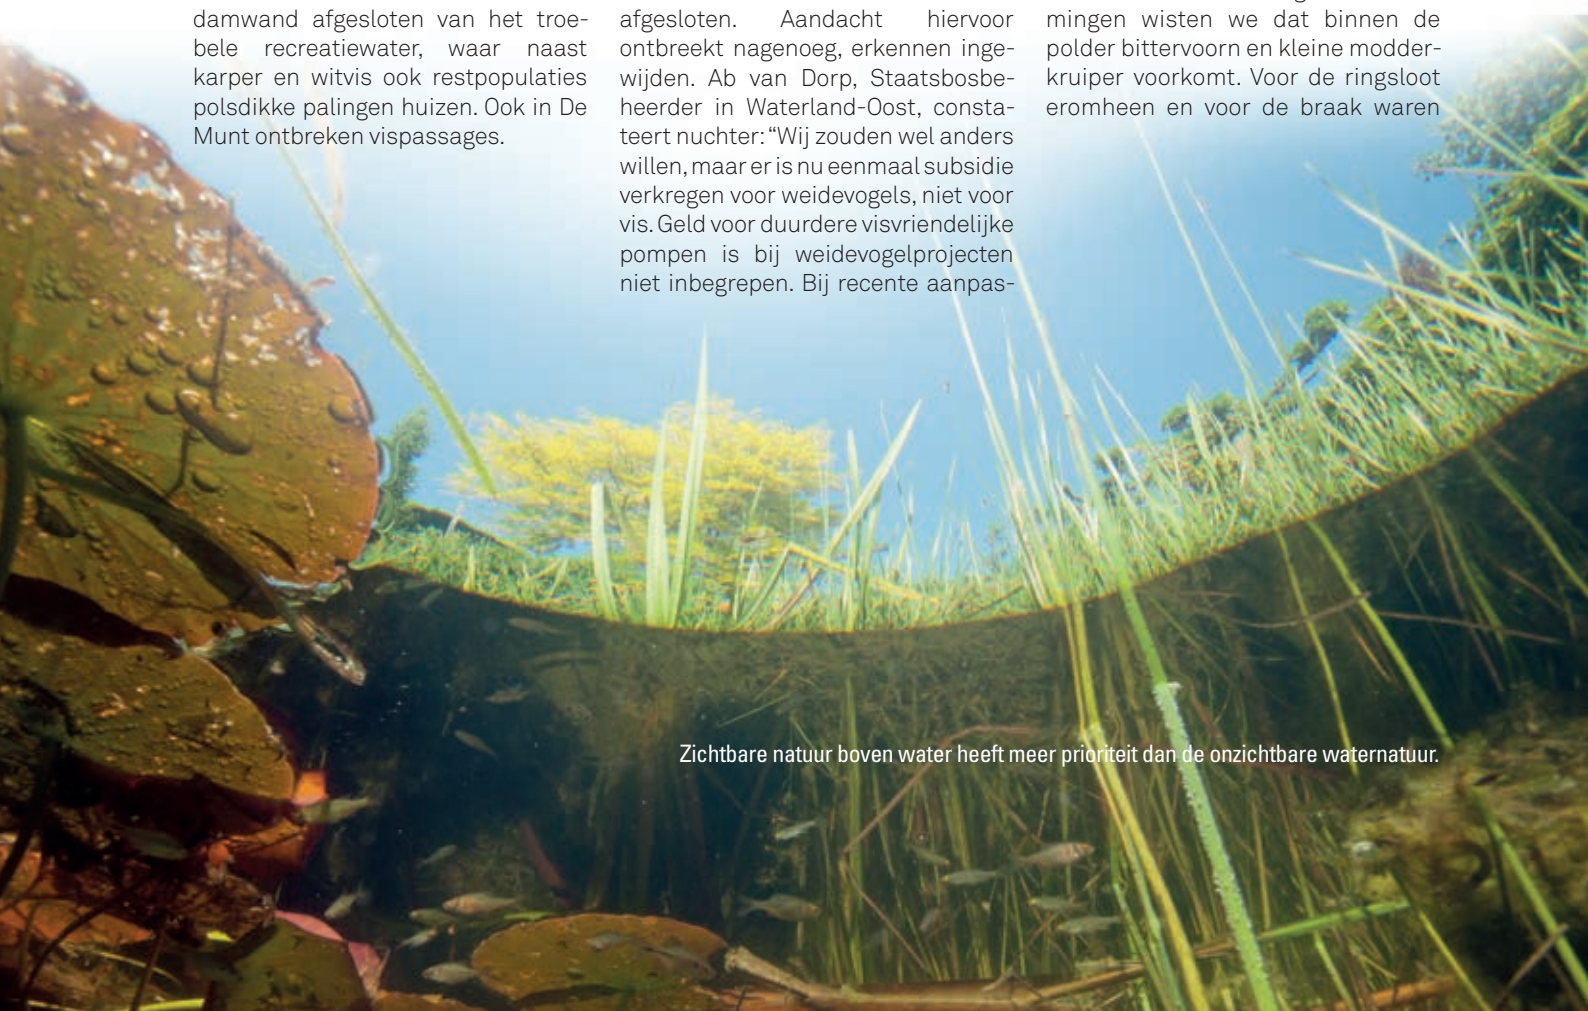 damwand afgesloten van het troe-
bele recreatiewater, waar naast
karper en witvis ook restpopulaties
polsdikke palingen huizen. Ook in De
Munt ontbreken vispassages.
afgesloten. Aandacht hiervoor
ontbreekt nagenoeg, erkennen inge-
wijden. Ab van Dorp, Staatsbosbe-
heerder in Waterland-Oost, consta-
teert nuchter: “Wij zouden wel anders
willen, maar er is nu eenmaal subsidie
verkregen voor weidevogels, niet voor
vis. Geld voor duurdere visvriendelijke
pompen is bij weidevogelprojecten
niet inbegrepen. Bij recente aanpas-
mingen wisten we dat binnen de
polder bittervoorn en kleine modder-
kruiper voorkomt. Voor de ringsloot
eromheen en voor de braak waren
Zichtbare natuur boven water heeft meer prioriteit dan de onzichtbare waternatuur.